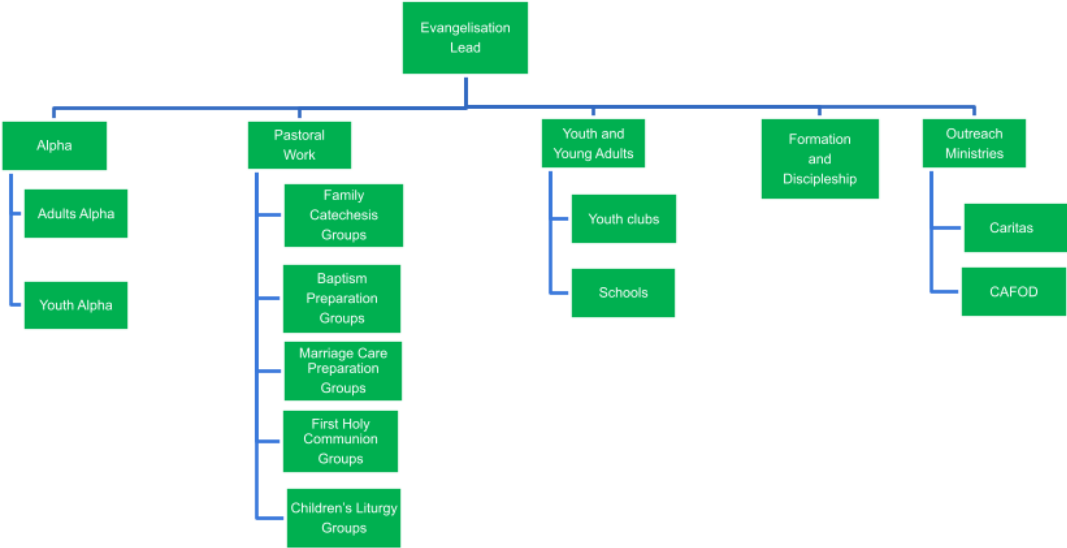 Evangelisation
Lead
Alpha
Adults Alpha
Youth Alpha
Pastoral
Work
Family
Catechesis
Groups
Baptism
Preparation
Groups
Marriage Care
Preparation
Groups
First Holy
Communion
Groups
Children's Liturgy
Groups
Youth and
Young Adults
Youth clubs
Schools
Formation
and
Discipleship
Outreach
Ministries
Caritas
CAFOD